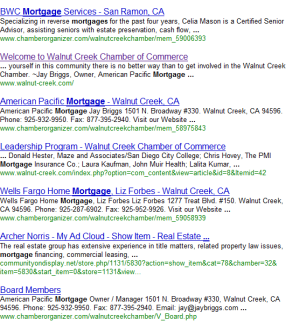 BWC Mortgage Services - San Ramon, CA
Specializing in reverse mortgages for the past four years, Celia Mason is a Certified Senior
Advisor, assisting seniors with estate preservation, cash flow, ...
www.chamberorganizer.com/walnutcreekchamber/mem_59006393
Welcome to Walnut Creek Chamber of Commerce
... yourself in this community there is no better way than to get involved in the Walnut Creek
Chamber. ~Jay Briggs, Owner, American Pacific Mortgage ...
www.walnut-creek.com/
American Pacific Mortgage - Walnut Creek, CA
American Pacific Mortgage Jay Briggs 1501 N. Broadway #330. Walnut Creek, CA 94596.
Phone: 925-932-9950. Fax: 877-395-2940. Visit our Website ...
www.chamberorganizer.com/walnutcreekchamber/mem_58975843
Leadership Program - Walnut Creek Chamber of Commerce
... Donald Hester, Maze and Associates/San Diego City College; Chris Hovey, The PMI
Mortgage Insurance Co.; Laura Kaufman, John Muir Health; Lalita Kumar, ...
www.walnut-creek.com/index.php?option=com_content&view=article&id=8&Itemid=42
Wells Fargo Home Mortgage, Liz Forbes - Walnut Creek, CA
Wells Fargo Home Mortgage, Liz Forbes Liz Forbes 1277 Treat Blvd. #150. Walnut Creek,
CA 94596. Phone: 925-287-6902. Fax: 925-952-9926. Visit our Website ...
www.chamberorganizer.com/walnutcreekchamber/mem_59058939
Archer Norris - My Ad Cloud - Show Item - Real Estate ...
The real estate group has extensive experience in title matters, related property law issues,
mortgage financing, commercial leasing, ...
communityondisplay.net/store.php/1131/5830?action=show_item&cat=78&chamber=32&
item=5830&start_item=0&store=1131&view...
Board Members
American Pacific Mortgage Owner / Manager 1501 N. Broadway #330, Walnut Creek, CA
94596. Phone: 925-932-9950. Fax: 877-395-2940. Email: jay@jaybriggs.com ...
www.chamberorganizer.com/walnutcreekchamber/V_Board.php